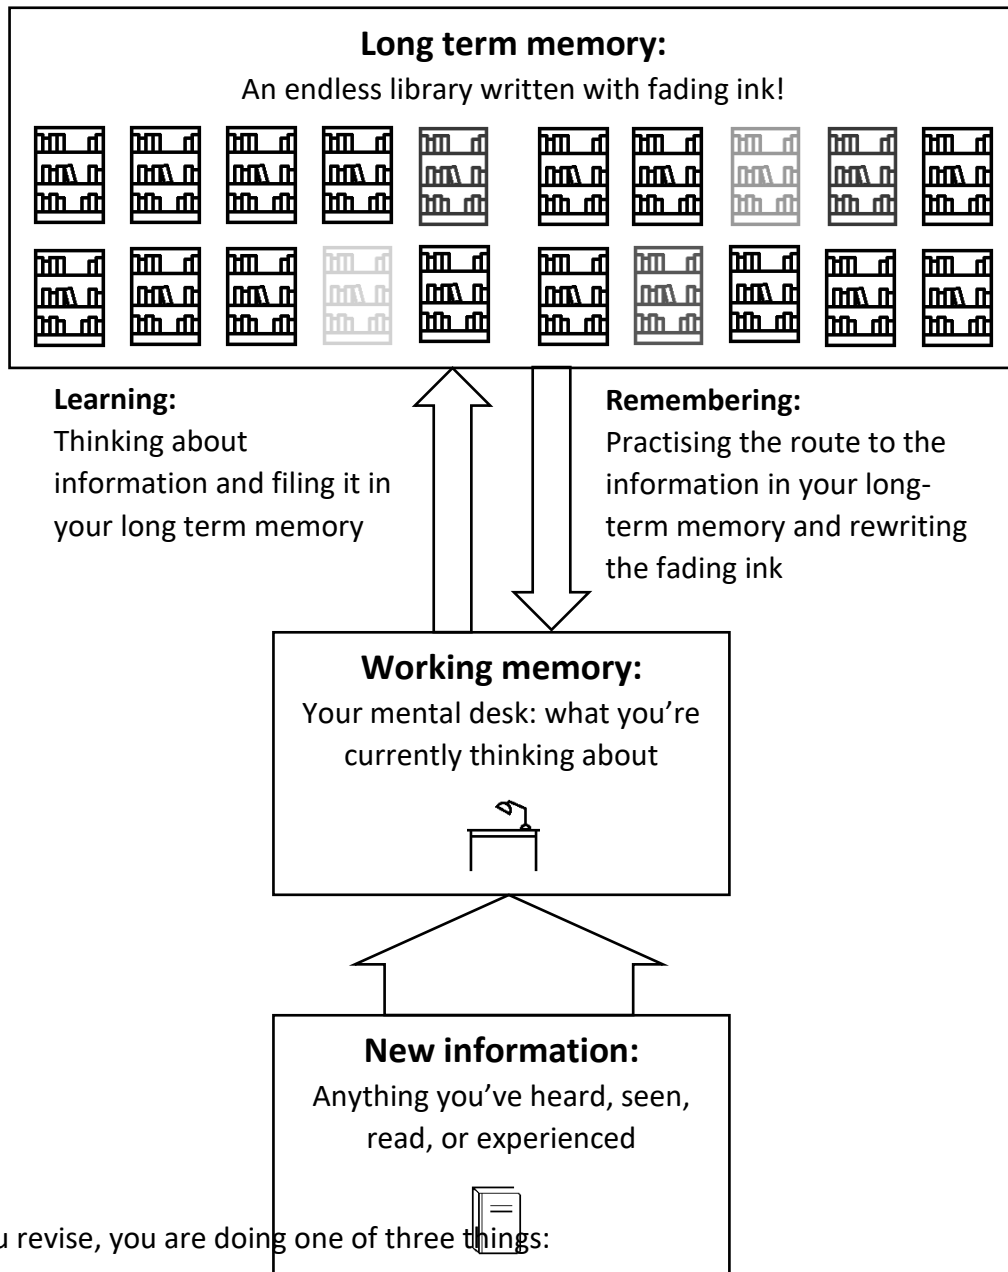 Long term memory:
An endless library written with fading ink!
Learning:
Thinking about
information and filing it in
your long term memory
Remembering:
Practising the route to the
information in your long-
term memory and rewriting
the fading ink
Working memory:
Your mental desk: what you’re
currently thinking about
New information:
Anything you’ve heard, seen,
read, or experienced
u revise, you are doing one of three things: